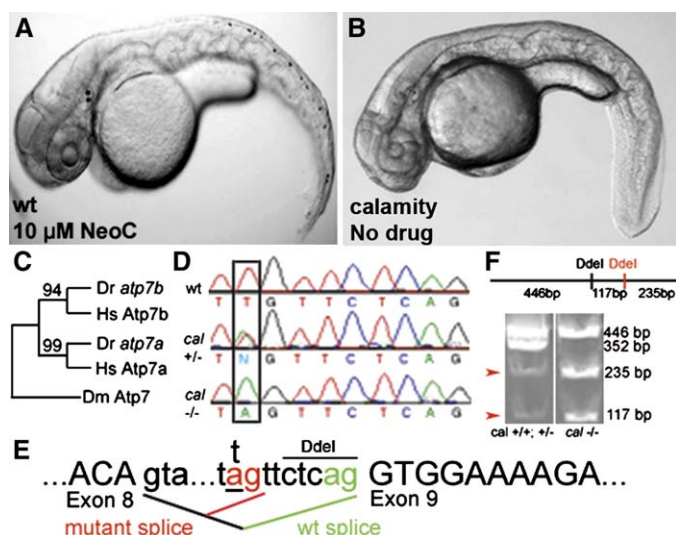 A
wt
10 µM NeoC
B
calamity
No drug
C
94
99
Dr atp7b
Hs Atp7b
Dr atp7a
Hs Atp7a
Dm Atp7
D
wt
T T G T T C T C A G
cal
+/-
T N G T T C T C A G
cal
-/-
T A G T T C T C A G
F
DdeI DdeI
446bp 117bp 235bp
446 bp
352 bp
235 bp
117 bp
cal +/+; +/- cal -/-
E
t DdeI
...ACA gta...tagttctcag GTGGAAAAGA...
Exon 8 Exon 9
mutant splice wt splice